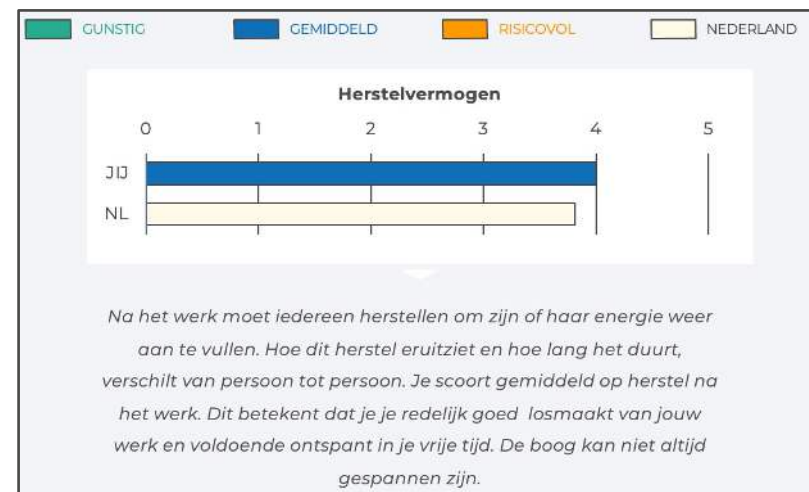 GUNSTIG GEMIDDELD RISICOVOL NEDERLAND
Herstelvermogen
0 1 2 3 4 5
JIJ
NL
Na het werk moet iedereen herstellen om zijn of haar energie weer
aan te vullen. Hoe dit herstel eruitziet en hoe lang het duurt,
verschilt van persoon tot persoon. Je scoort gemiddeld op herstel na
het werk. Dit betekent dat je je redelijk goed losmaakt van jouw
werk en voldoende ontspant in je vrije tijd. De boog kan niet altijd
gespannen zijn.